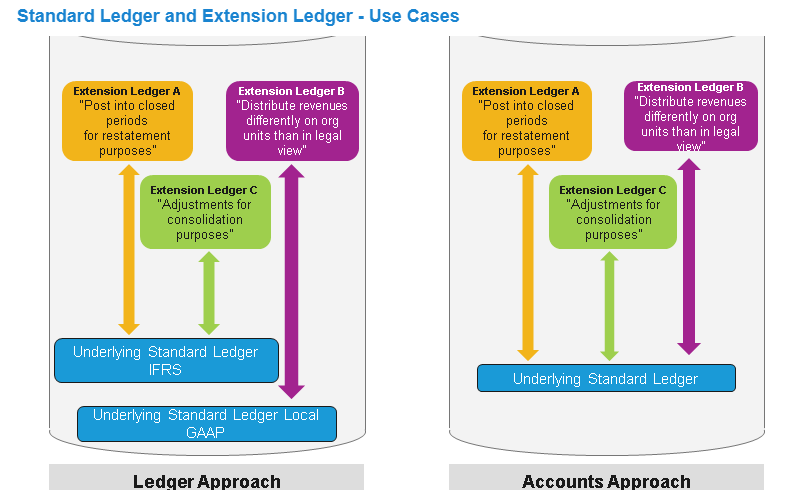 Standard Ledger and Extension Ledger - Use Cases
Extension Ledger A
"Post into closed
periods
for restatement
purposes"
Extension Ledger B
"Distribute revenues
differently on org
units than in legal
view"
Extension Ledger C
"Adjustments for
consolidation
purposes"
Underlying Standard Ledger
IFRS
Underlying Standard Ledger Local
GAAP
Ledger Approach
Extension Ledger A
"Post into closed
periods
for restatement
purposes"
Extension Ledger B
"Distribute revenues
differently on org
units than in legal
view"
Extension Ledger C
"Adjustments for
consolidation
purposes"
Underlying Standard Ledger
Accounts Approach